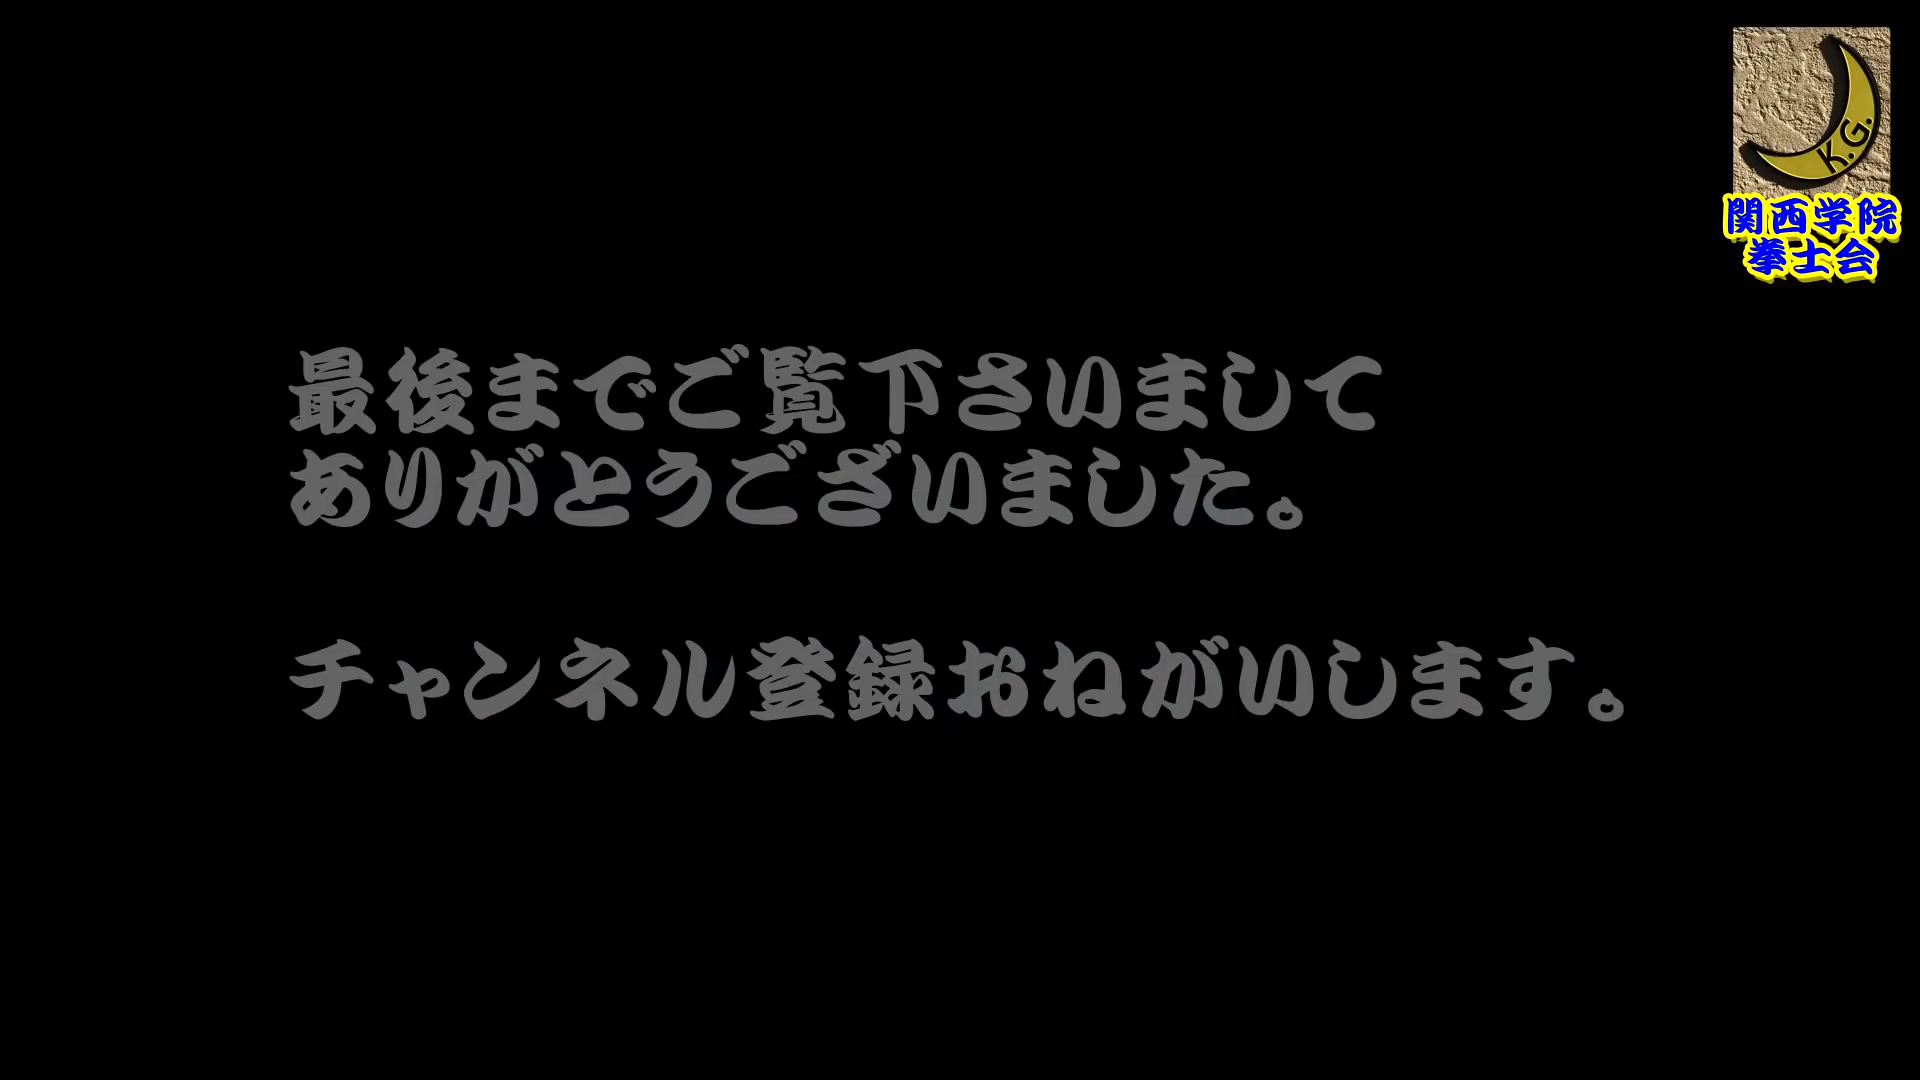 K.G.
関西学院
拳士会
最後までご覧下さいまして
ありがとうございました。
チャンネル登録おねがいします。